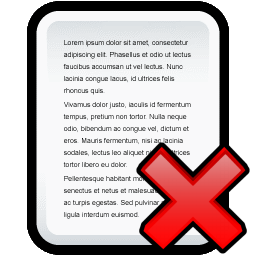 Lorem ipsum dolor sit amet, consectetur
adipiscing elit. Phasellus et odio ut lectus
faucibus accumsan ut vel lectus. Nunc
lacinia congue lacus, id ultrices felis
rhoncus quis.
Vivamus dolor justo, iaculis id fermentum
tempus, pretium non tortor. Nulla neque
odio, bibendum ac congue vel, dictum et
eros. Mauris fermentum, nisi ac lacinia
sodales, lectus leo aliquet ultrices
tortor libero eu dolor.
Pellentesque habitant
senectus et netus et
ac turpis egestas. Sed pulvinar
ligula interdum euismod.